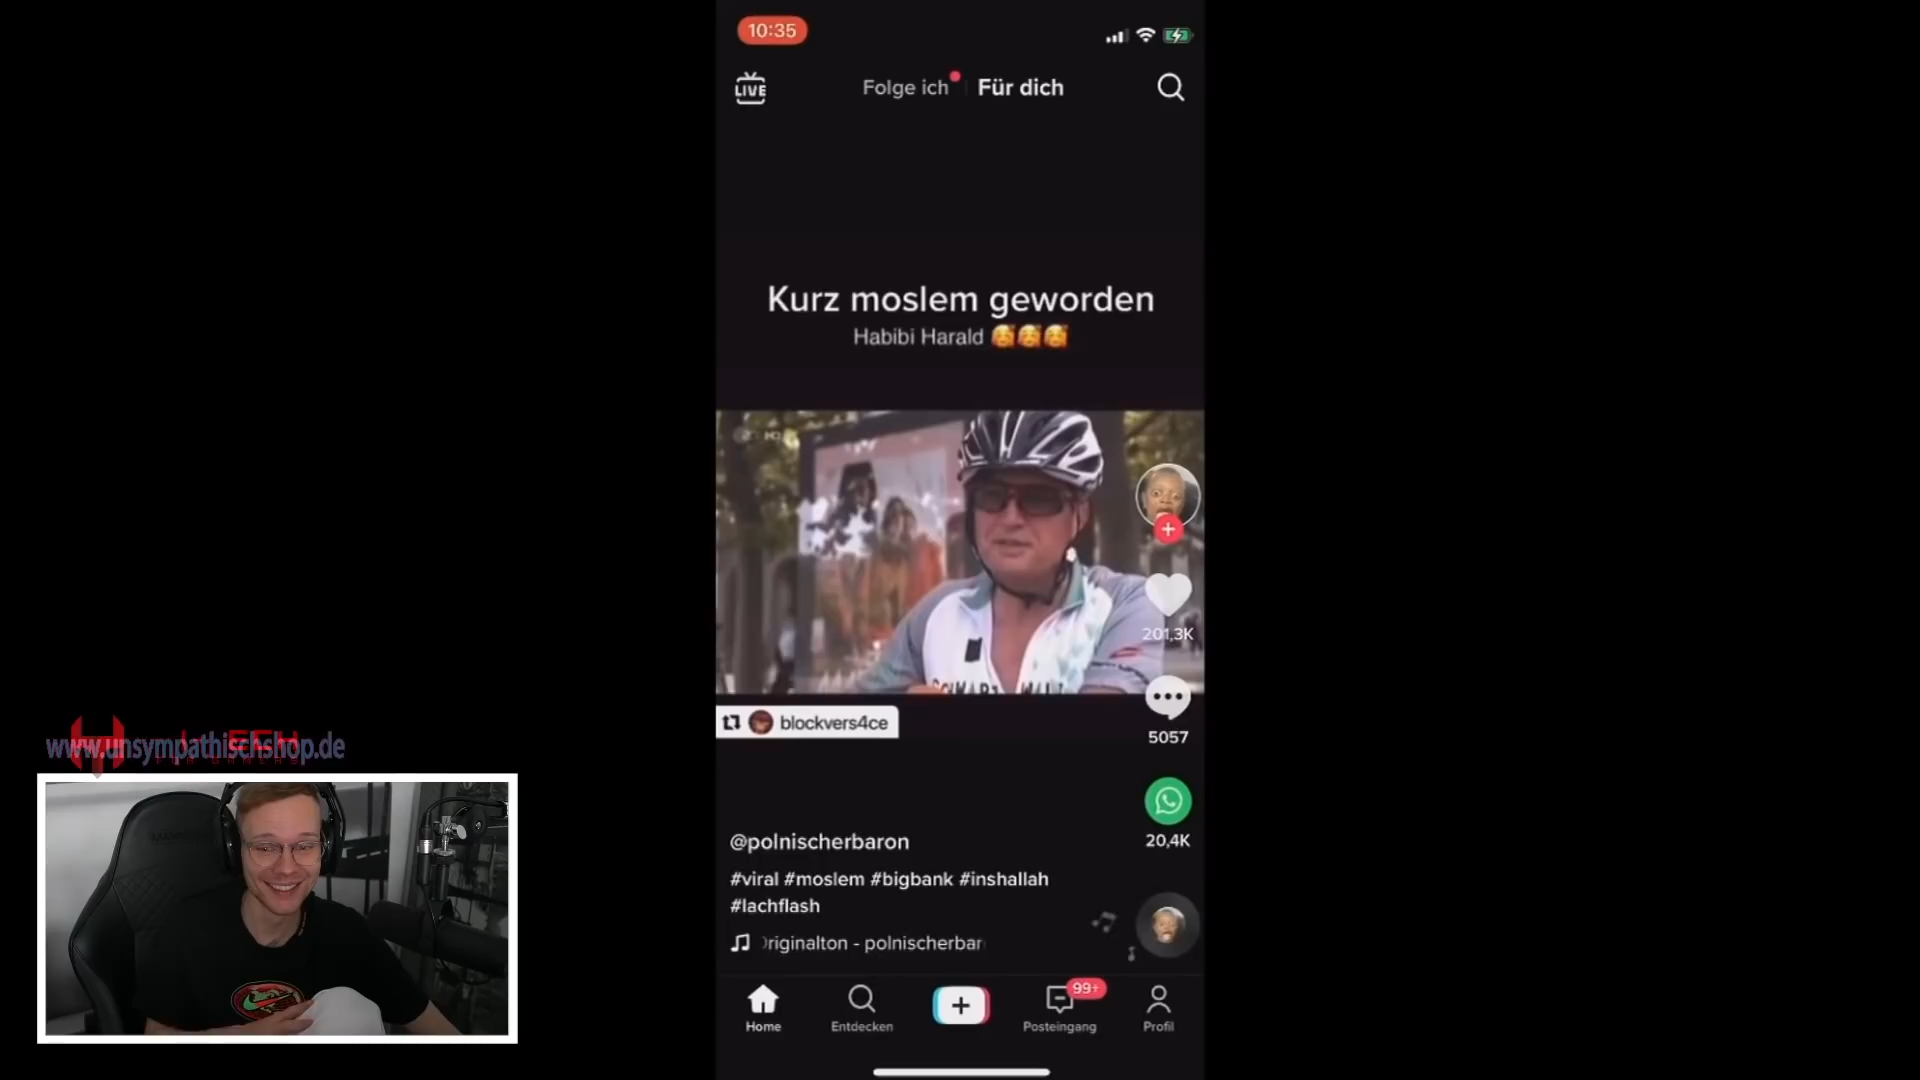 10:35
LIVE
Folge ich
Für dich
Kurz moslem geworden
Habibi Harald 🥰🥰🥰
HD
201,3K
blockvers4ce
5057
20,4K
www.unsympathischshop.de
@polnischerbaron
#viral #moslem #bigbank #inshallah
#lachflash
riginalton - polnischerbar
99+
Home
Entdecken
Posteingang
Profil